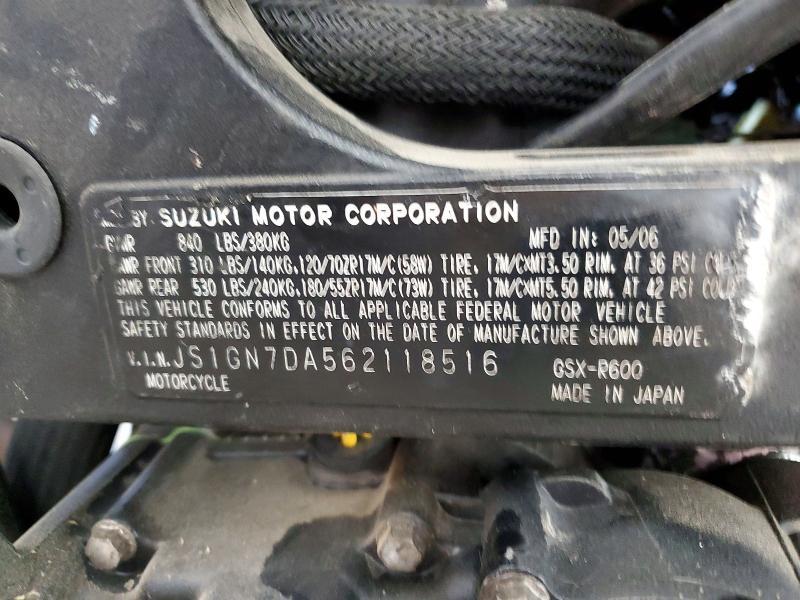 BY SUZUKI MOTOR CORPORATION
840 LBS/380KG MFD IN: 05/06
FRONT 310 LBS/140KG,120/70ZR17M/C(58W) TIRE, 17M/CXMT3.50 RIM, AT 36 PSI
GAWR REAR 530 LBS/240KG,180/55ZR17M/C(73W) TIRE, 17M/CXMT5.50 RIM, AT 42 PSI COLD
THIS VEHICLE CONFORMS TO ALL APPLICABLE FEDERAL MOTOR VEHICLE
SAFETY STANDARDS IN EFFECT ON THE DATE OF MANUFACTURE SHOWN ABOVE.
V.I.N. JS1GN7DA562118516 GSX-R600
MOTORCYCLE MADE IN JAPAN